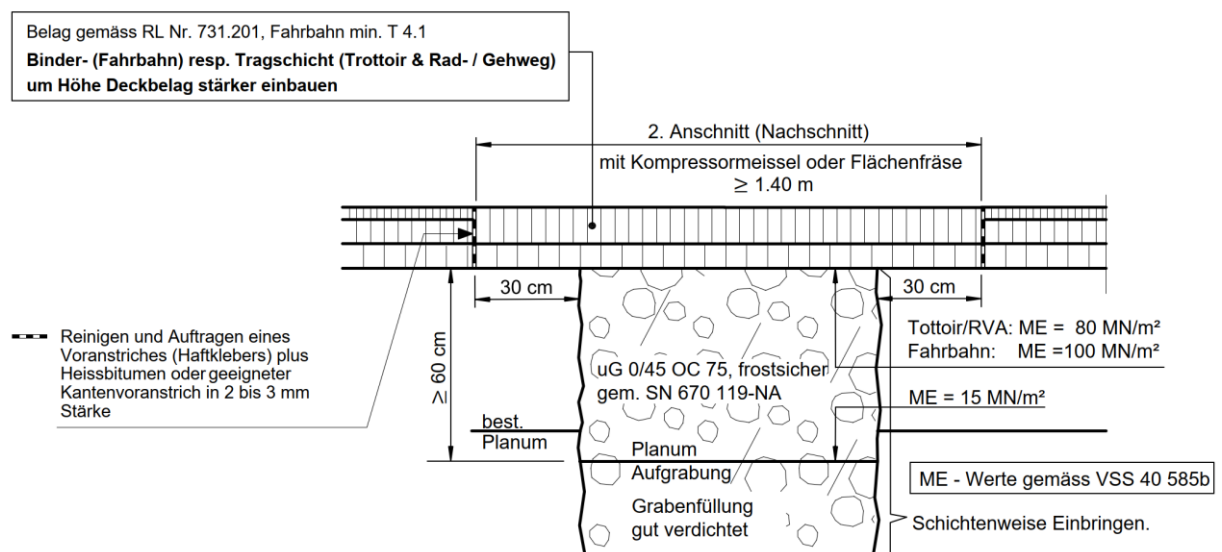 Belag gemäss RL Nr. 731.201, Fahrbahn min. T 4.1
Binder- (Fahrbahn) resp. Tragschicht (Trottoir & Rad- / Gehweg)
um Höhe Deckbelag stärker einbauen
2. Anschnitt (Nachschnitt)
mit Kompressormeissel oder Flächenfräse
≥ 1.40 m
30 cm
30 cm
Reinigen und Auftragen eines
Voranstriches (Haftklebers) plus
Heissbitumen oder geeigneter
Kantenvoranstrich in 2 bis 3 mm
Stärke
≥ 60 cm
uG 0/45 OC 75, frostsicher
gem. SN 670 119-NA
Tottoir/RVA: ME = 80 MN/m²
Fahrbahn: ME =100 MN/m²
ME = 15 MN/m²
best.
Planum
Planum
Aufgrabung
Grabenfüllung
gut verdichtet
ME - Werte gemäss VSS 40 585b
Schichtenweise Einbringen.